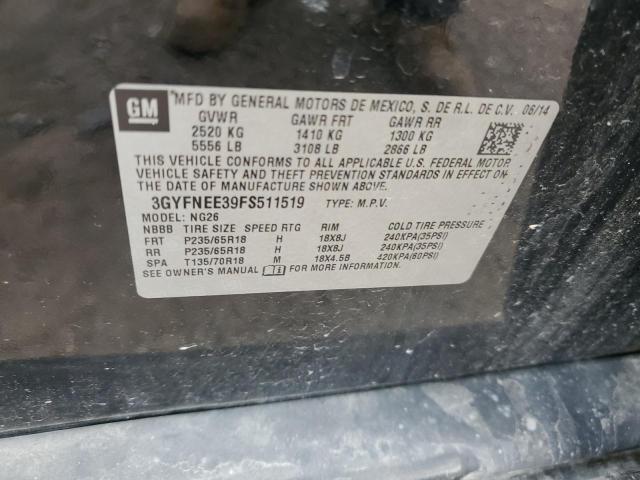 GM
MFD BY GENERAL MOTORS DE MEXICO, S. DE R.L. DE C.V. 06/14
GVWR GAWR FRT GAWR RR
2520 KG 1410 KG 1300 KG
5556 LB 3108 LB 2866 LB
THIS VEHICLE CONFORMS TO ALL APPLICABLE U.S. FEDERAL MOTOR
VEHICLE SAFETY AND THEFT PREVENTION STANDARDS IN EFFECT ON
THE DATE OF MANUFACTURE SHOWN ABOVE.
3GYFNEE39FS511519 TYPE: M.P.V.
MODEL: NG26
NBBB TIRE SIZE SPEED RTG RIM COLD TIRE PRESSURE
FRT P235/65R18 H 18X8J 240KPA(35PSI)
RR P235/65R18 H 18X8J 240KPA(35PSI)
SPA T135/70R18 M 18X4.5B 420KPA(60PSI)
SEE OWNER'S MANUAL FOR MORE INFORMATION